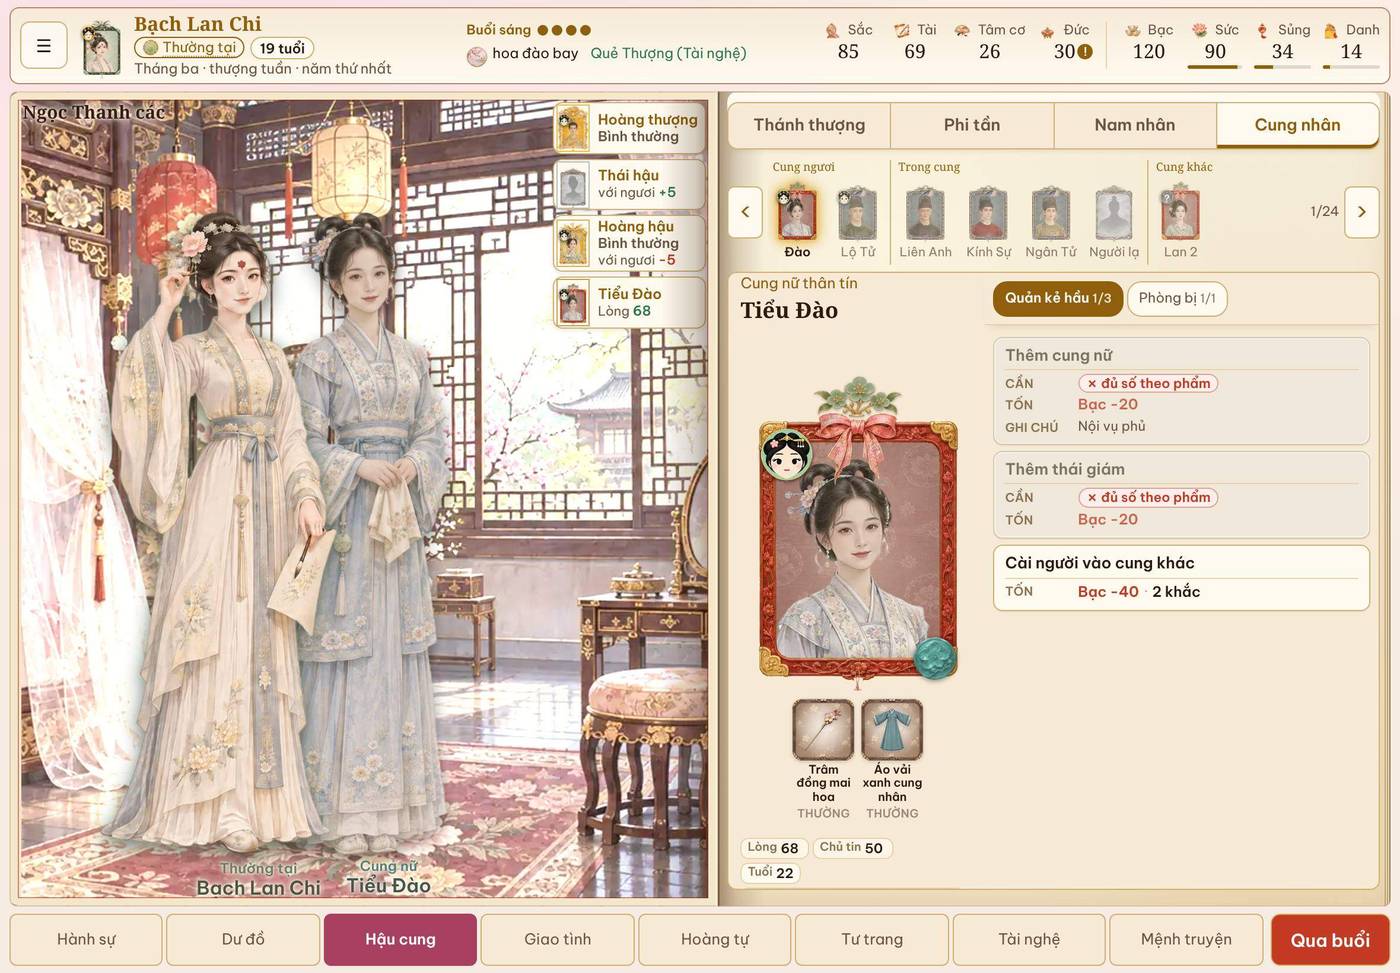 ☰
Bạch Lan Chi
Thường tại
19 tuổi
Tháng ba · thượng tuần · năm thứ nhất
Buổi sáng
hoa đào bay
Quẻ Thượng (Tài nghệ)
Sắc
85
Tài
69
Tâm cơ
26
Đức
30 !
Bạc
120
Sức
90
Sủng
34
Danh
14
Ngọc Thanh các
Hoàng thượng
Bình thường
Thái hậu
với ngươi +5
Hoàng hậu
Bình thường
với ngươi -5
Tiểu Đào
Lòng 68
Thường tại
Bạch Lan Chi
Cung nữ
Tiểu Đào
Thánh thượng
Phi tần
Nam nhân
Cung nhân
Cung ngươi
Trong cung
Cung khác
Đào
Lộ Tử
Liên Anh
Kính Sự
Ngân Tử
Người lạ
?
Lan 2
1/24
Cung nữ thân tín
Tiểu Đào
Quản kẻ hầu 1/3
Phòng bị 1/1
Thêm cung nữ
CẦN × đủ số theo phẩm
TỐN Bạc -20
GHI CHÚ Nội vụ phủ
Thêm thái giám
CẦN × đủ số theo phẩm
TỐN Bạc -20
Cài người vào cung khác
TỐN Bạc -40 · 2 khắc
Trâm
đồng mai
hoa
THƯỜNG
Áo vải
xanh cung
nhân
THƯỜNG
Lòng 68
Chủ tin 50
Tuổi 22
Hành sự
Dư đồ
Hậu cung
Giao tình
Hoàng tự
Tư trang
Tài nghệ
Mệnh truyện
Qua buổi